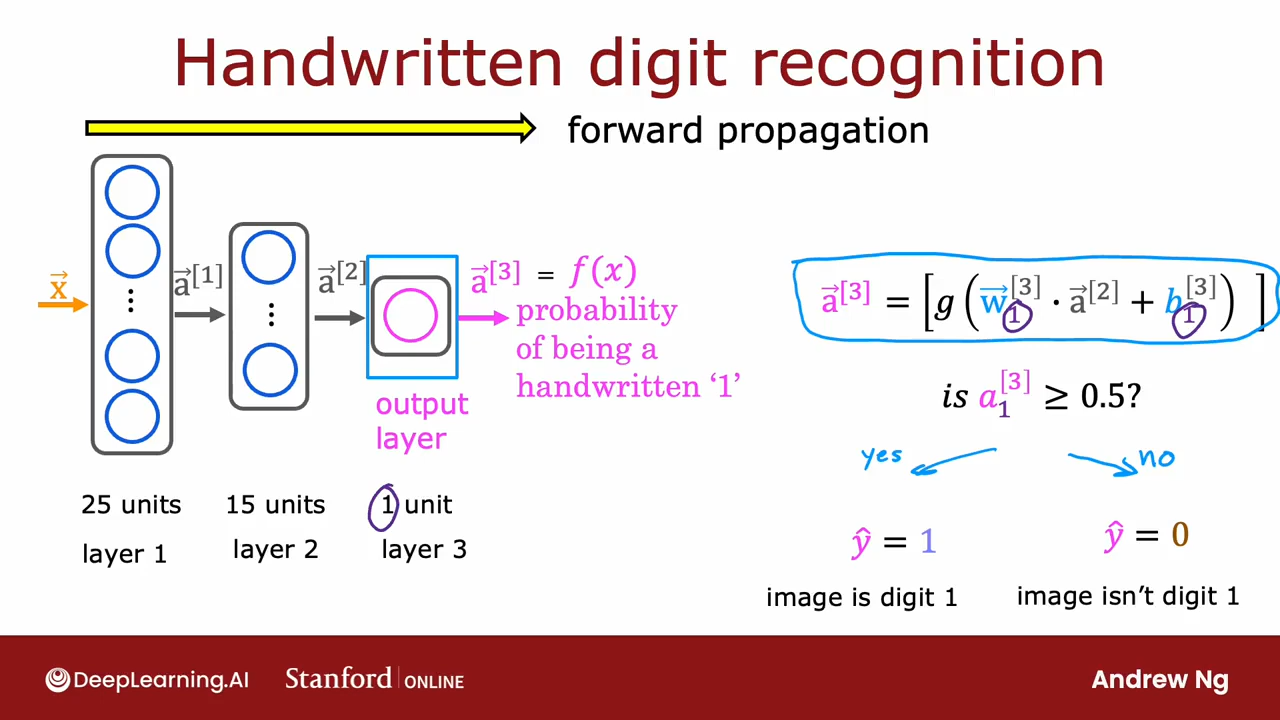 Handwritten digit recognition
forward propagation
x⃗
a⃗[1]
a⃗[2]
a⃗[3] = f(x)
probability
of being a
handwritten ‘1’
output
layer
25 units
15 units
1 unit
layer 1
layer 2
layer 3
a⃗[3] = [g(w⃗1[3] · a⃗[2] + b1[3])]
is a1[3] ≥ 0.5?
yes
no
ŷ = 1
ŷ = 0
image is digit 1
image isn’t digit 1
DeepLearning.AI
Stanford | ONLINE
Andrew Ng